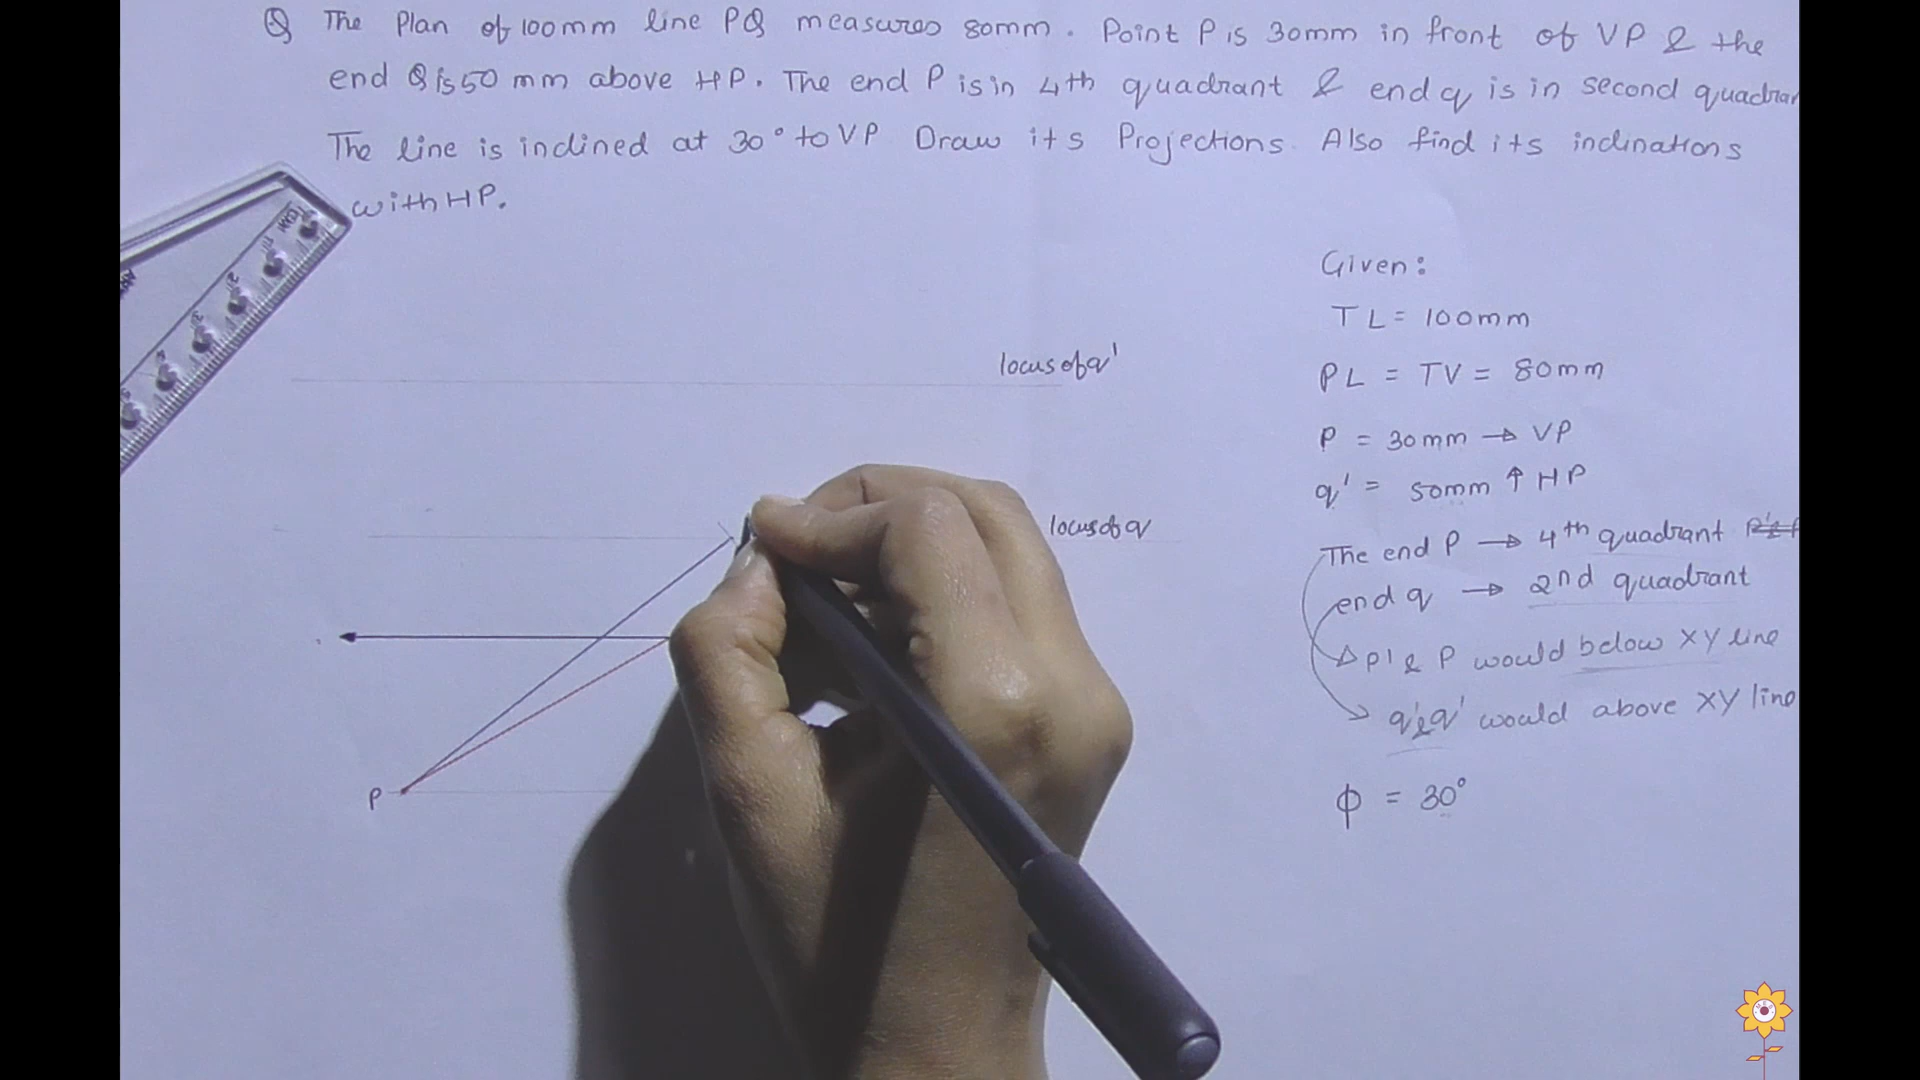 Q The Plan of 100mm line PQ measures 80mm. Point P is 30mm in front of VP & the
end Q is 50 mm above HP. The end P is in 4th quadrant & end q is in second quadran
The line is inclined at 30° to VP Draw its Projections. Also find its inclinations
with HP.
Given:
TL = 100mm
PL = TV = 80mm
P = 30mm → VP
q' = 50mm ↑ HP
The end P → 4th quadrant
end q → 2nd quadrant
P' & P would below XY line
q' & q' would above XY line
φ = 30°
locus of q'
locus of q
P